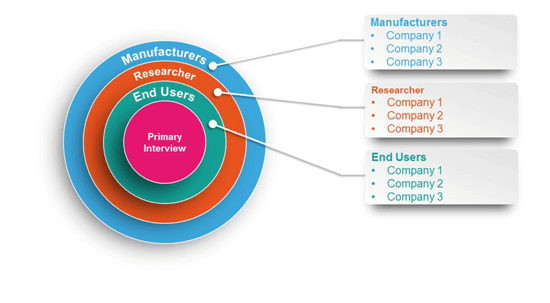 Manufacturers
Researcher
End Users
Primary
Interview
Manufacturers
• Company 1
• Company 2
• Company 3
Researcher
• Company 1
• Company 2
• Company 3
End Users
• Company 1
• Company 2
• Company 3